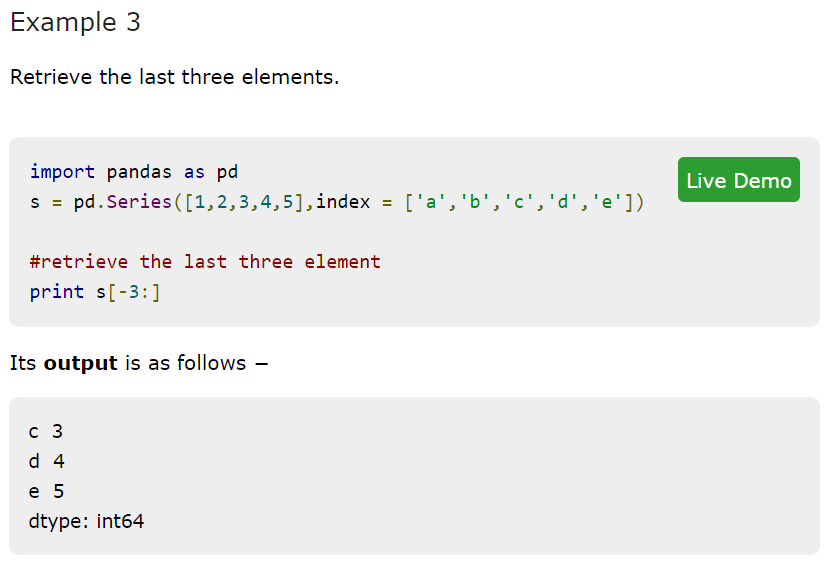 Example 3
Retrieve the last three elements.
import pandas as pd
Live Demo
s = pd.Series([1,2,3,4,5],index = ['a','b','c','d','e'])
#retrieve the last three element
print s[-3:]
Its output is as follows −
c 3
d 4
e 5
dtype: int64